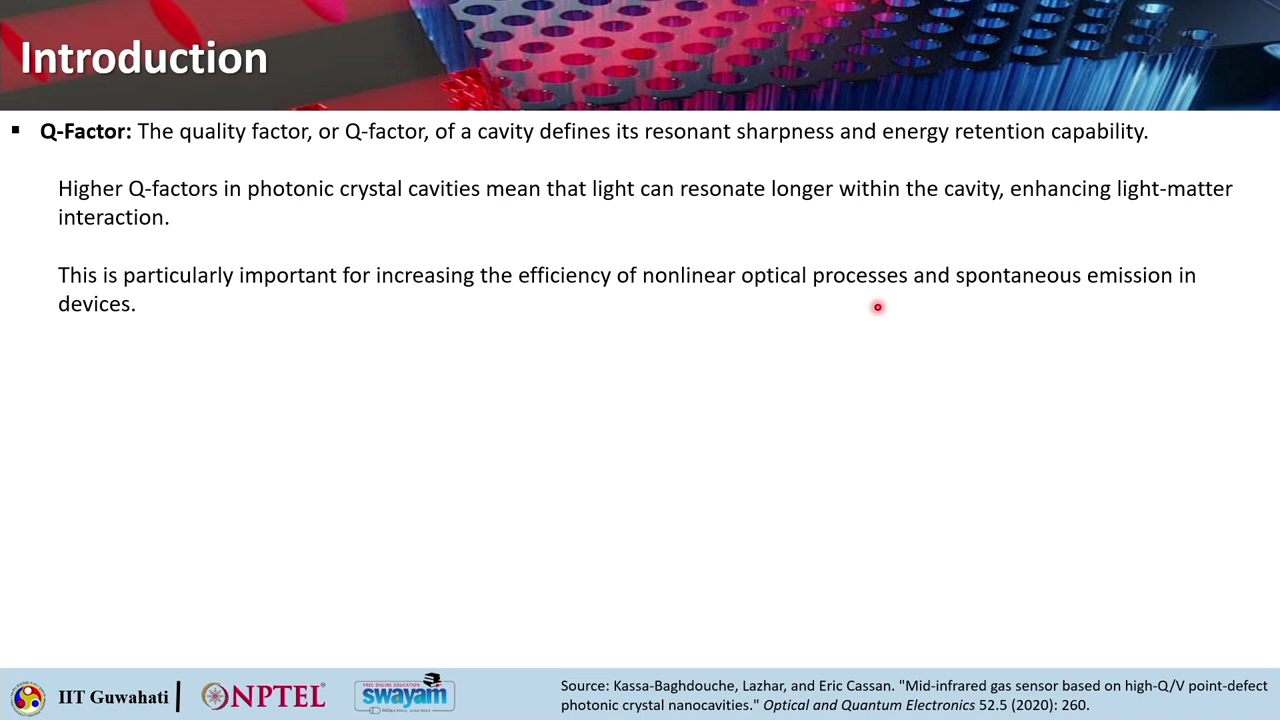 Introduction
▪ Q-Factor: The quality factor, or Q-factor, of a cavity defines its resonant sharpness and energy retention capability.
Higher Q-factors in photonic crystal cavities mean that light can resonate longer within the cavity, enhancing light-matter
interaction.
This is particularly important for increasing the efficiency of nonlinear optical processes and spontaneous emission in
devices.
IIT Guwahati
NPTEL
FREE ONLINE EDUCATION
swayam
Source: Kassa-Baghdouche, Lazhar, and Eric Cassan. "Mid-infrared gas sensor based on high-Q/V point-defect
photonic crystal nanocavities." Optical and Quantum Electronics 52.5 (2020): 260.